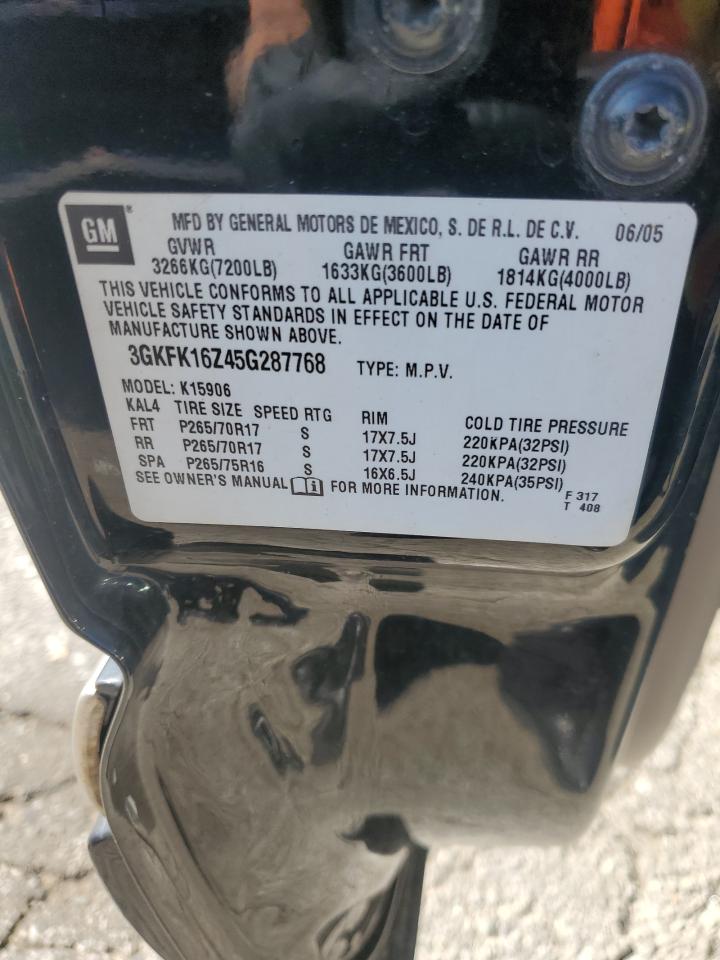 GM® MFD BY GENERAL MOTORS DE MEXICO, S. DE R.L. DE C.V. 06/05
GVWR GAWR FRT GAWR RR
3266KG(7200LB) 1633KG(3600LB) 1814KG(4000LB)
THIS VEHICLE CONFORMS TO ALL APPLICABLE U.S. FEDERAL MOTOR
VEHICLE SAFETY STANDARDS IN EFFECT ON THE DATE OF
MANUFACTURE SHOWN ABOVE.
3GKFK16Z45G287768 TYPE: M.P.V.
MODEL: K15906
KAL4 TIRE SIZE SPEED RTG RIM COLD TIRE PRESSURE
FRT P265/70R17 S 17X7.5J 220KPA(32PSI)
RR P265/70R17 S 17X7.5J 220KPA(32PSI)
SPA P265/75R16 S 16X6.5J 240KPA(35PSI)
SEE OWNER'S MANUAL i FOR MORE INFORMATION.
F 317
T 408